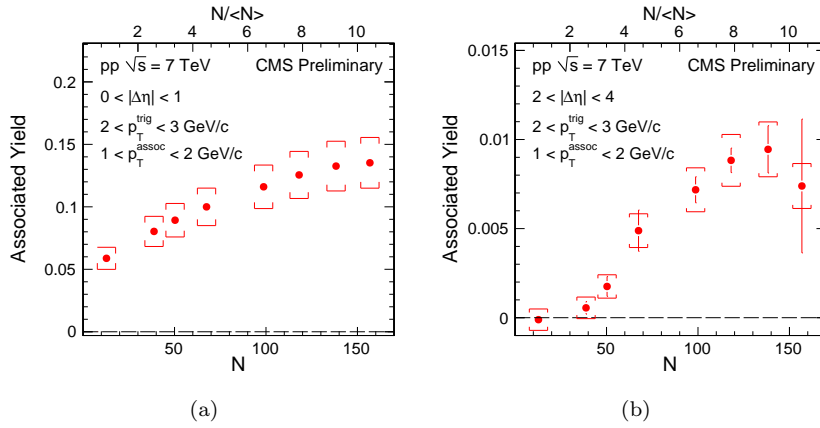 N/<N>
0 2 4 6 8 10
pp √s = 7 TeV CMS Preliminary
0 < |Δη| < 1
2 < p_T^trig < 3 GeV/c
1 < p_T^assoc < 2 GeV/c
Associated Yield
0.2
0.15
0.1
0.05
0
50 100 150
N
(a)
N/<N>
0 2 4 6 8 10
pp √s = 7 TeV CMS Preliminary
2 < |Δη| < 4
2 < p_T^trig < 3 GeV/c
1 < p_T^assoc < 2 GeV/c
Associated Yield
0.015
0.010
0.005
0
50 100 150
N
(b)